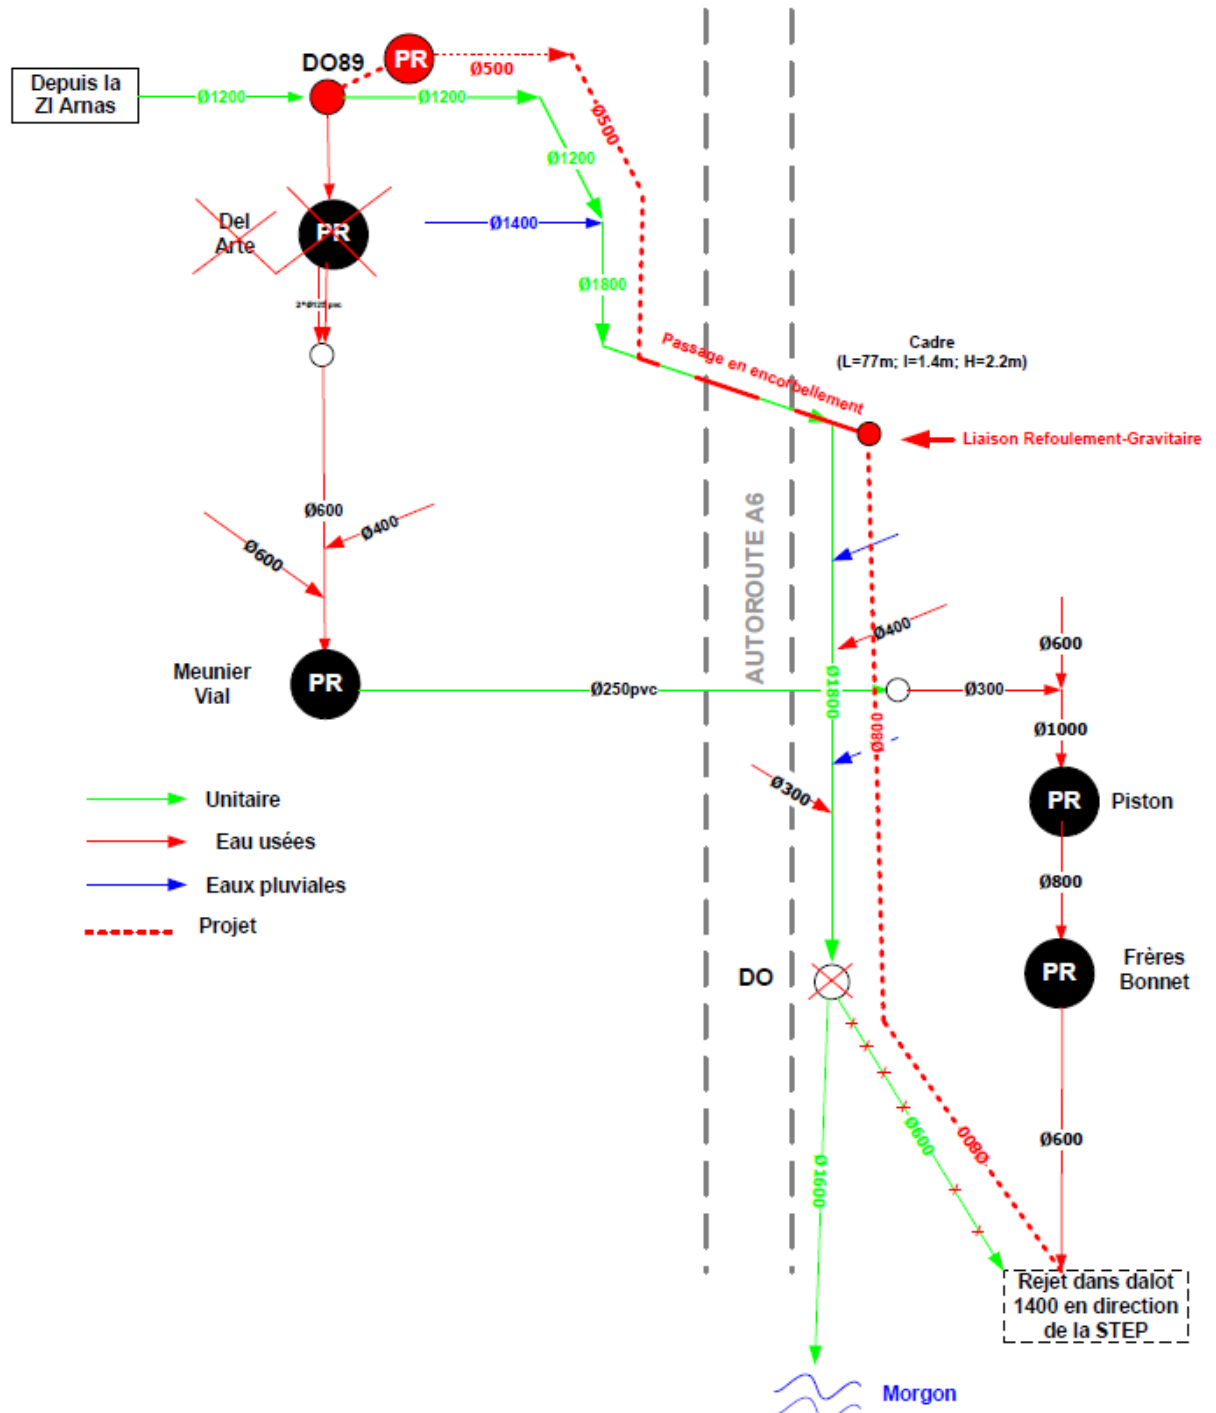 DO89
PR
Ø500
Depuis la
ZI Arnas
Ø1200
Ø1200
Ø500
Ø1200
Del
Arte
PR
Ø1400
Ø1800
Passage en encorbellement
Cadre
(L=77m; l=1.4m; H=2.2m)
Liaison Refoulement-Gravitaire
Ø600
Ø400
Ø600
AUTOROUTE A6
Ø400
Ø600
Meunier
Vial
PR
Ø250pvc
Ø1800
Ø300
Ø800
Ø1000
Ø300
PR
Piston
Unitaire
Eau usées
Eaux pluviales
Projet
Ø800
DO
PR
Frères
Bonnet
Ø600
Ø800
Ø600
Ø1600
Rejet dans dalot
1400 en direction
de la STEP
Morgon